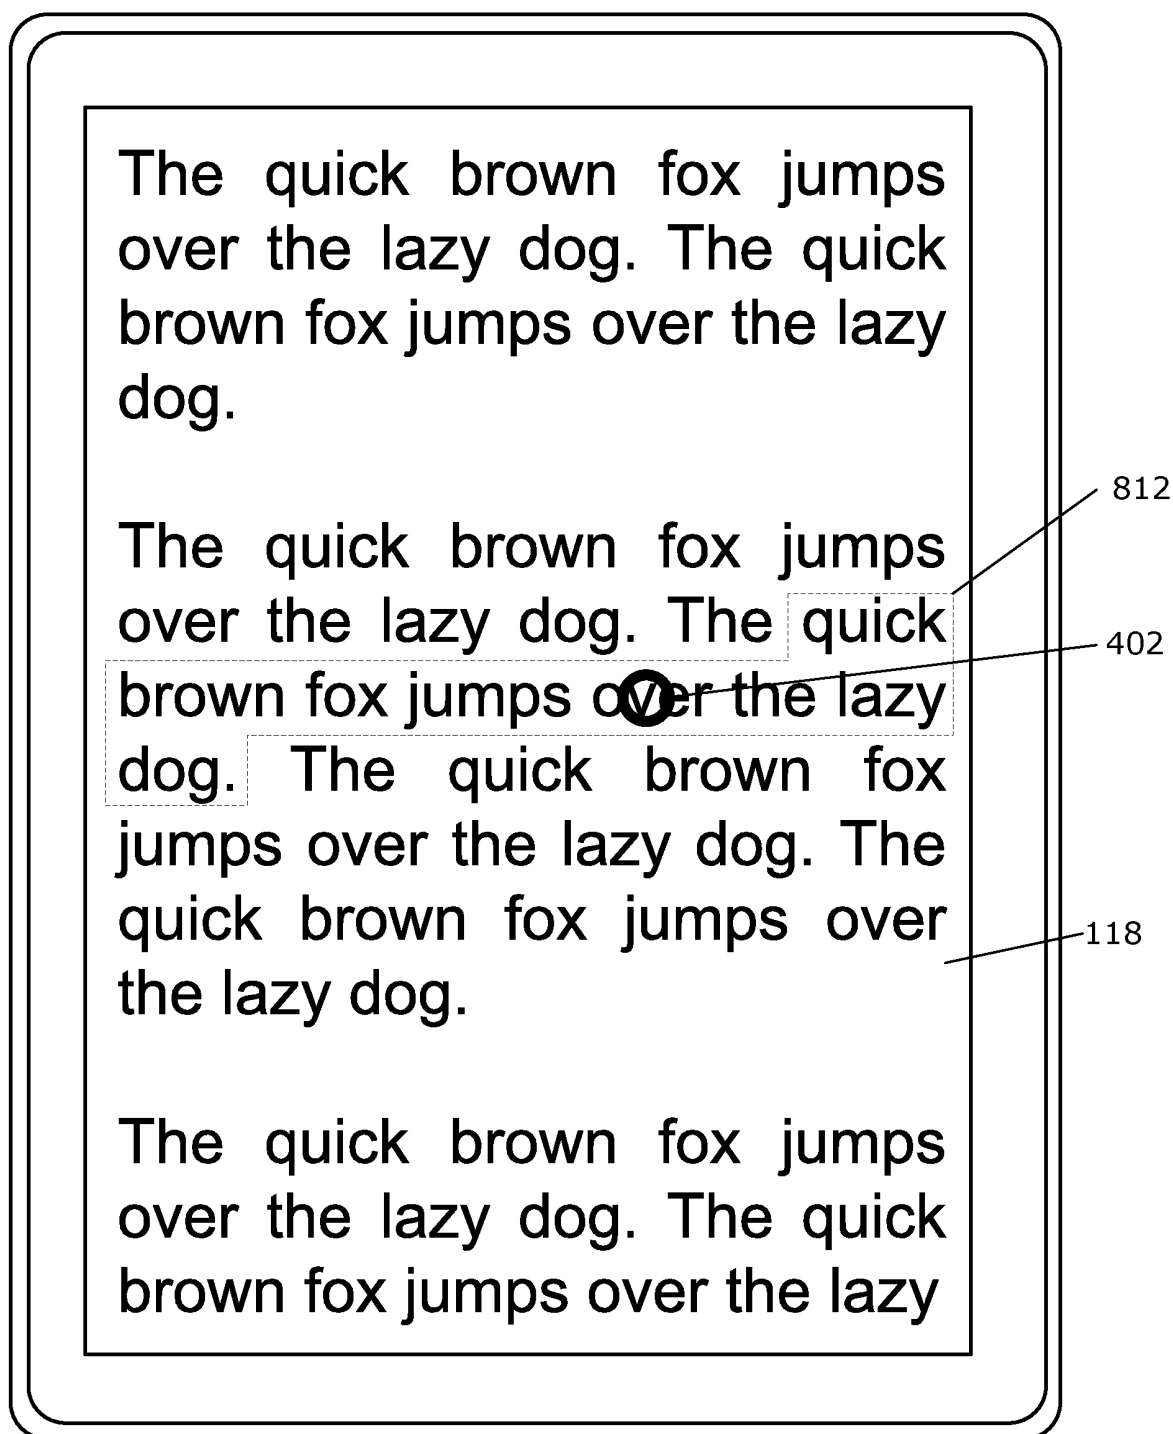 The quick brown fox jumps
over the lazy dog. The quick
brown fox jumps over the lazy
dog.
The quick brown fox jumps
over the lazy dog. The quick
brown fox jumps over the lazy
dog. The quick brown fox
jumps over the lazy dog. The
quick brown fox jumps over
the lazy dog.
The quick brown fox jumps
over the lazy dog. The quick
brown fox jumps over the lazy
812
402
118